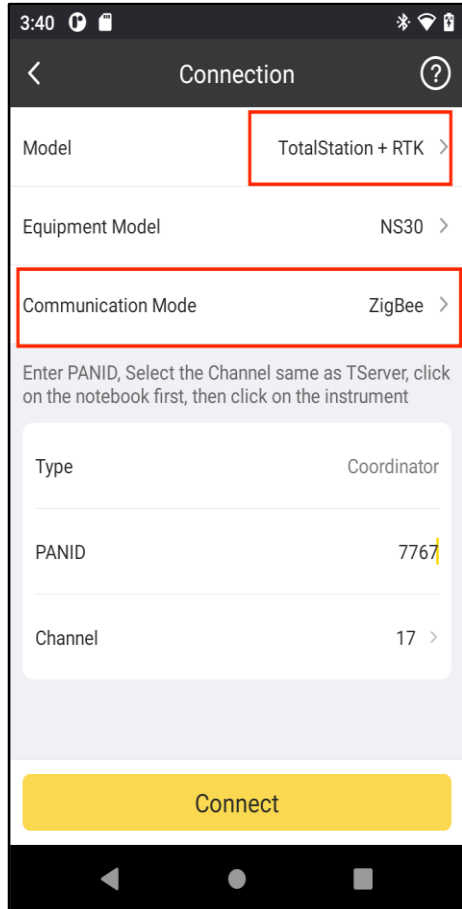 3:40
Connection
?
Model TotalStation + RTK >
Equipment Model NS30 >
Communication Mode ZigBee >
Enter PANID, Select the Channel same as TServer, click
on the notebook first, then click on the instrument
Type Coordinator
PANID 7767
Channel 17 >
Connect